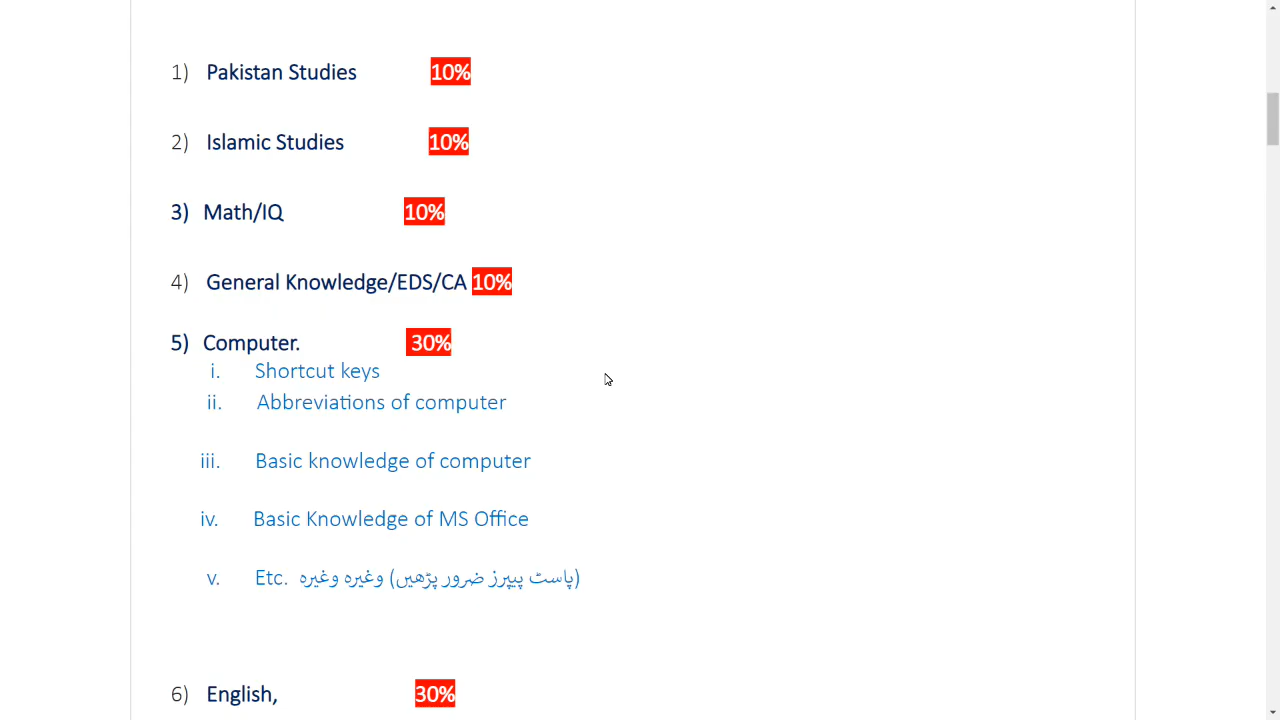 1) Pakistan Studies 10%
2) Islamic Studies 10%
3) Math/IQ 10%
4) General Knowledge/EDS/CA 10%
5) Computer. 30%
i. Shortcut keys
ii. Abbreviations of computer
iii. Basic knowledge of computer
iv. Basic Knowledge of MS Office
v. Etc. وغیرہ وغیرہ (پاسٹ پیپرز ضرور پڑھیں)
6) English, 30%